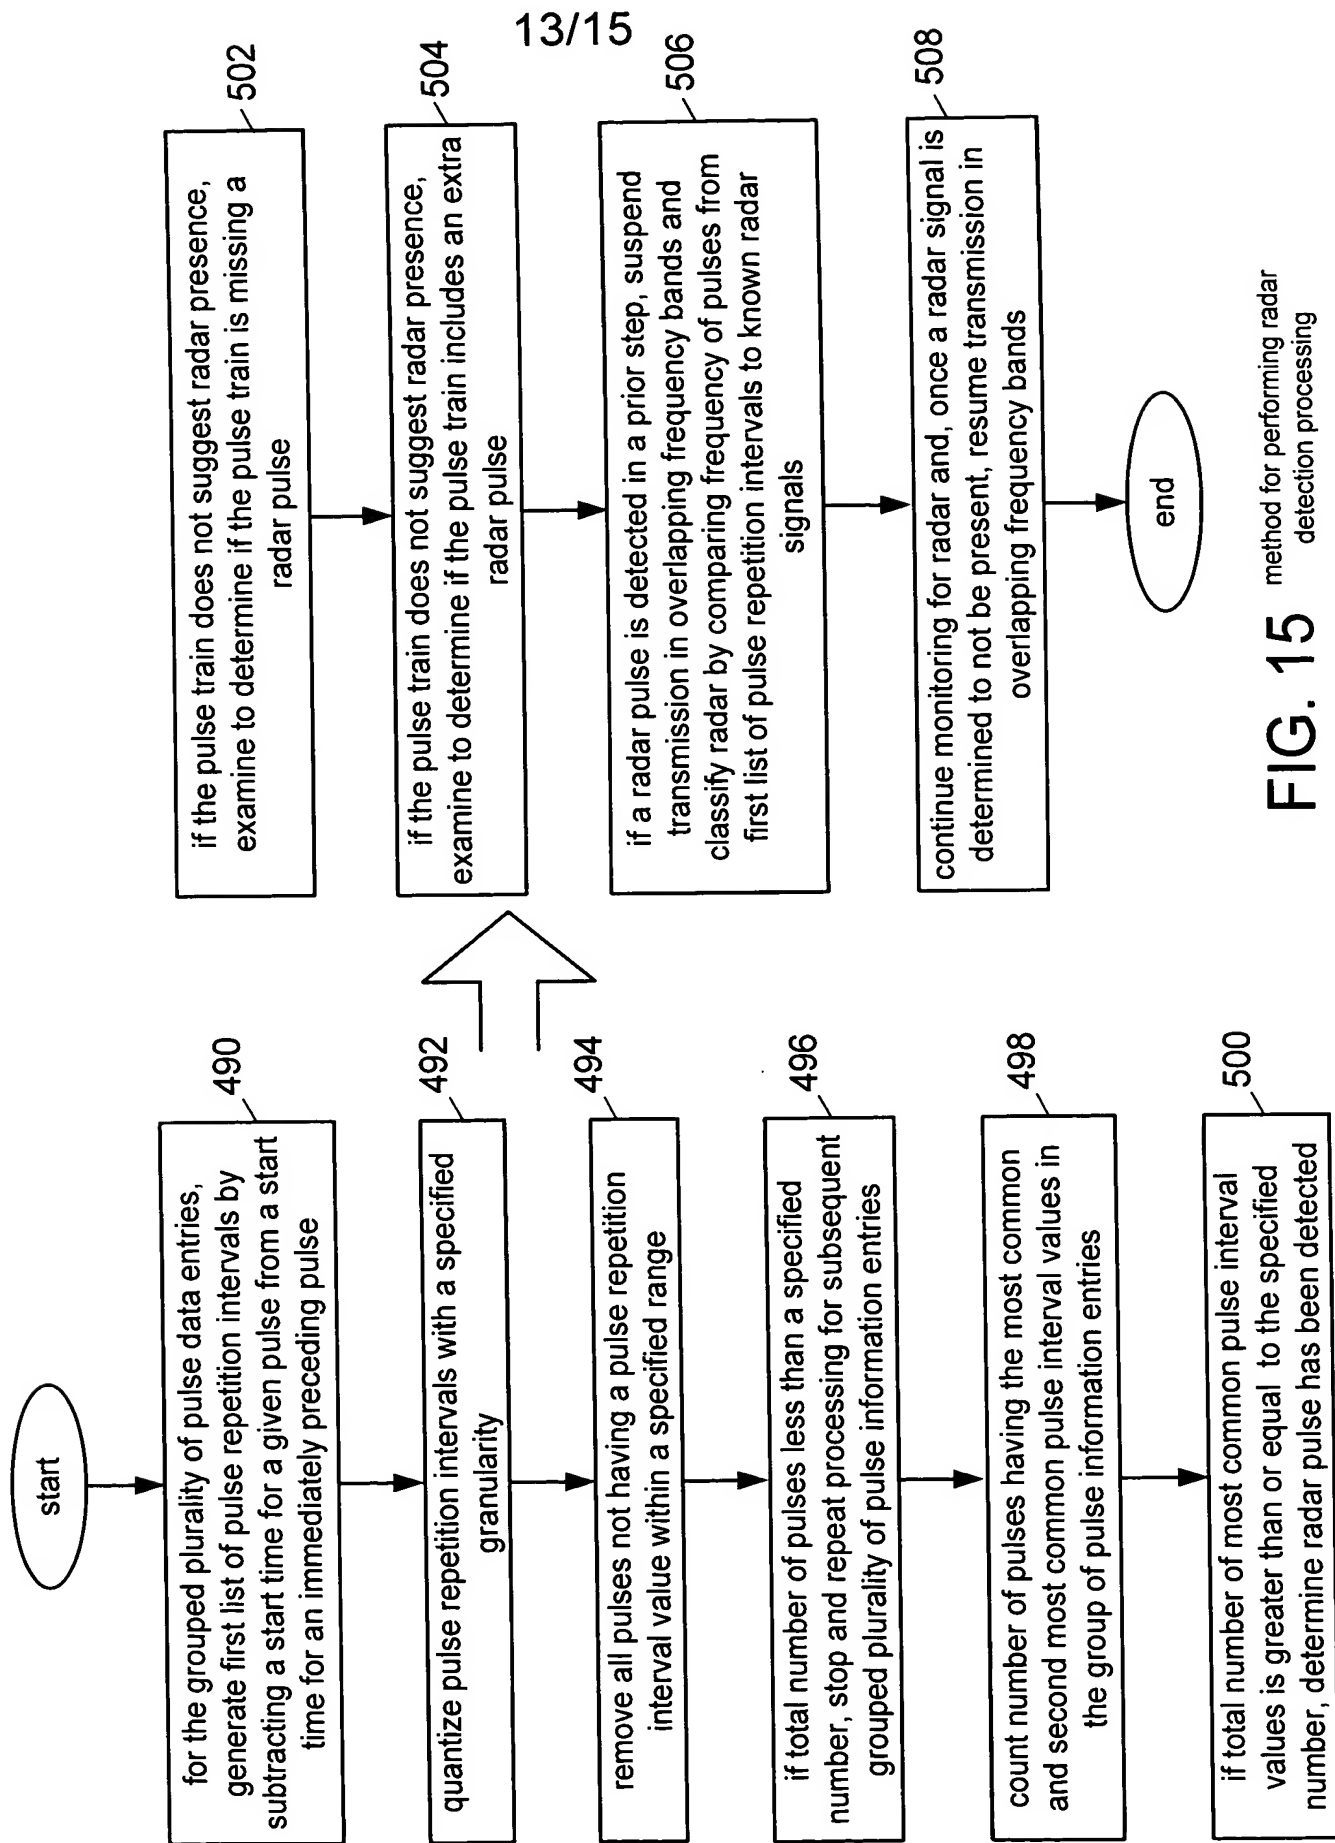 13/15
start
490
for the grouped plurality of pulse data entries,
generate first list of pulse repetition intervals by
subtracting a start time for a given pulse from a start
time for an immediately preceding pulse
492
quantize pulse repetition intervals with a specified
granularity
494
remove all pulses not having a pulse repetition
interval value within a specified range
496
if total number of pulses less than a specified
number, stop and repeat processing for subsequent
grouped plurality of pulse information entries
498
count number of pulses having the most common
and second most common pulse interval values in
the group of pulse information entries
500
if total number of most common pulse interval
values is greater than or equal to the specified
number, determine radar pulse has been detected
502
if the pulse train does not suggest radar presence,
examine to determine if the pulse train is missing a
radar pulse
504
if the pulse train does not suggest radar presence,
examine to determine if the pulse train includes an extra
radar pulse
506
if a radar pulse is detected in a prior step, suspend
transmission in overlapping frequency bands and
classify radar by comparing frequency of pulses from
first list of pulse repetition intervals to known radar
signals
508
continue monitoring for radar and, once a radar signal is
determined to not be present, resume transmission in
overlapping frequency bands
end
FIG. 15
method for performing radar
detection processing